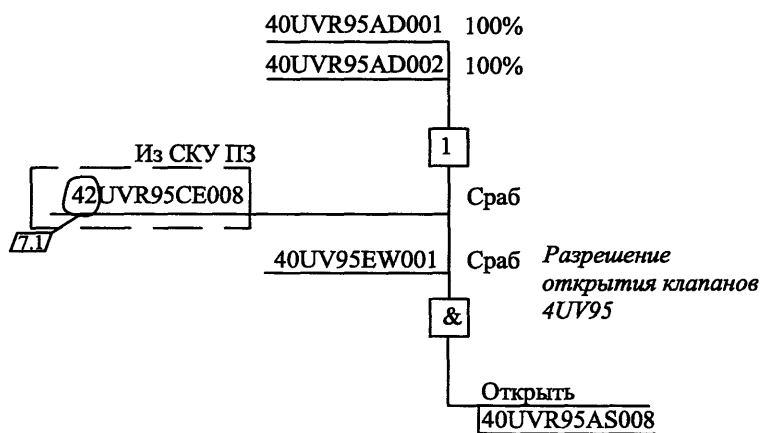 40UVR95AD001 100%
40UVR95AD002 100%
1
Из СКУ ПЗ
42UVR95CE008 Сраб
7.1
40UV95EW001 Сраб Разрешение
открытия клапанов
4UV95
&
Открыть
40UVR95AS008